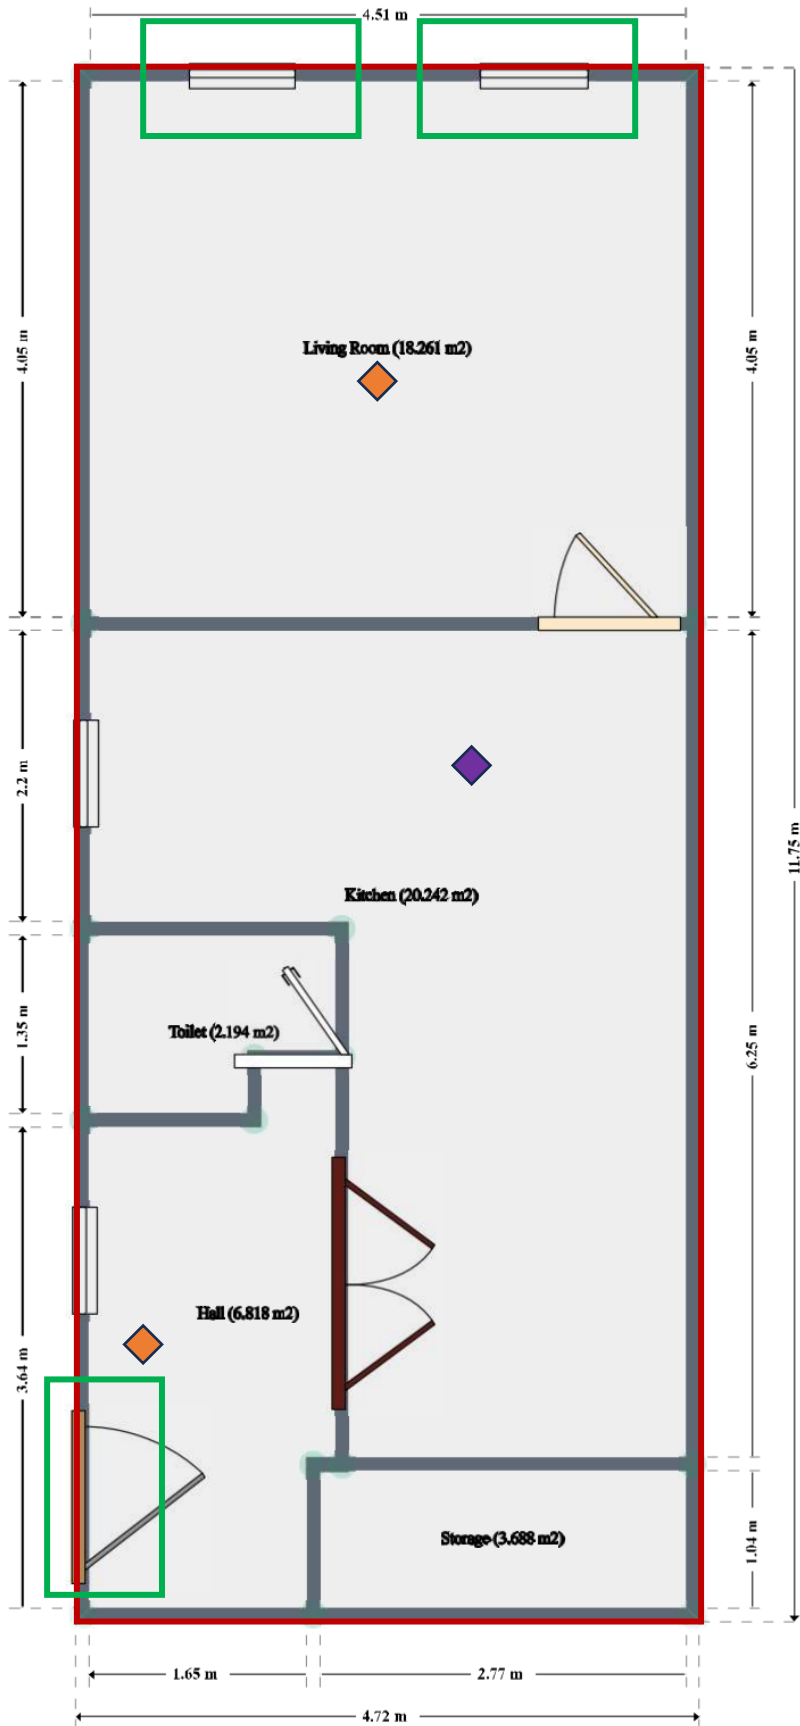 4.51 m
4.05 m
Living Room (18.261 m2)
4.05 m
2.2 m
11.75 m
Kitchen (20.242 m2)
1.35 m
Toilet (2.194 m2)
6.25 m
3.64 m
Hall (6.818 m2)
Storage (3.688 m2)
1.04 m
1.65 m
2.77 m
4.72 m